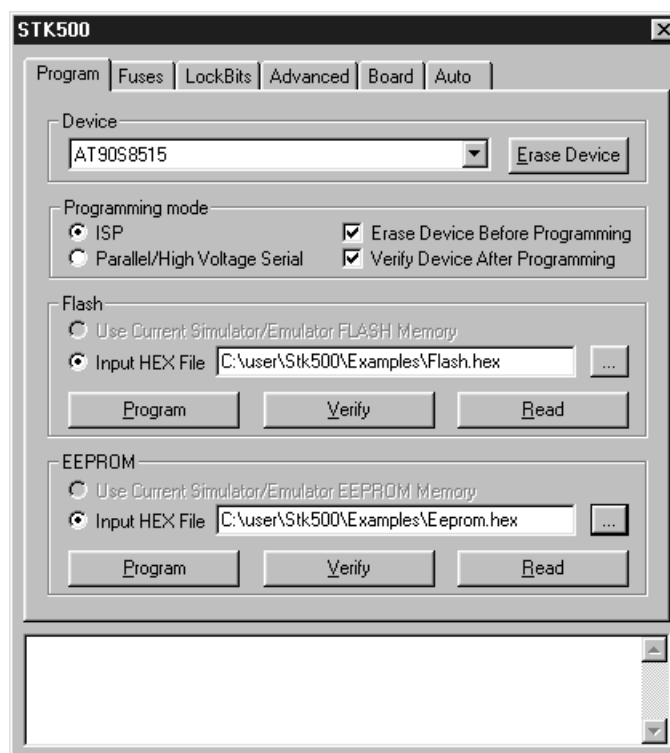 STK500
Program Fuses LockBits Advanced Board Auto
Device
AT90S8515 Erase Device
Programming mode
ISP Erase Device Before Programming
Parallel/High Voltage Serial Verify Device After Programming
Flash
Use Current Simulator/Emulator FLASH Memory
Input HEX File C:\user\Stk500\Examples\Flash.hex ...
Program Verify Read
EEPROM
Use Current Simulator/Emulator EEPROM Memory
Input HEX File C:\user\Stk500\Examples\Eeprom.hex ...
Program Verify Read